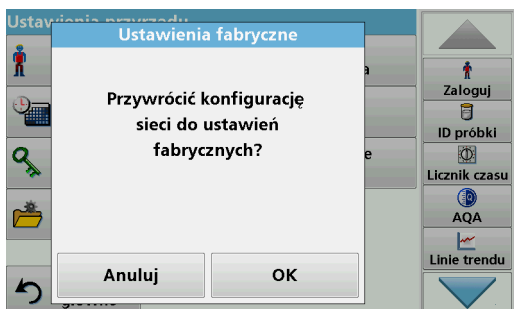 Ustawienia przyrządu
Ustawienia fabryczne
Przywrócić konfigurację
sieci do ustawień
fabrycznych?
Anuluj
OK
Zaloguj
ID próbki
Licznik czasu
AQA
Linie trendu